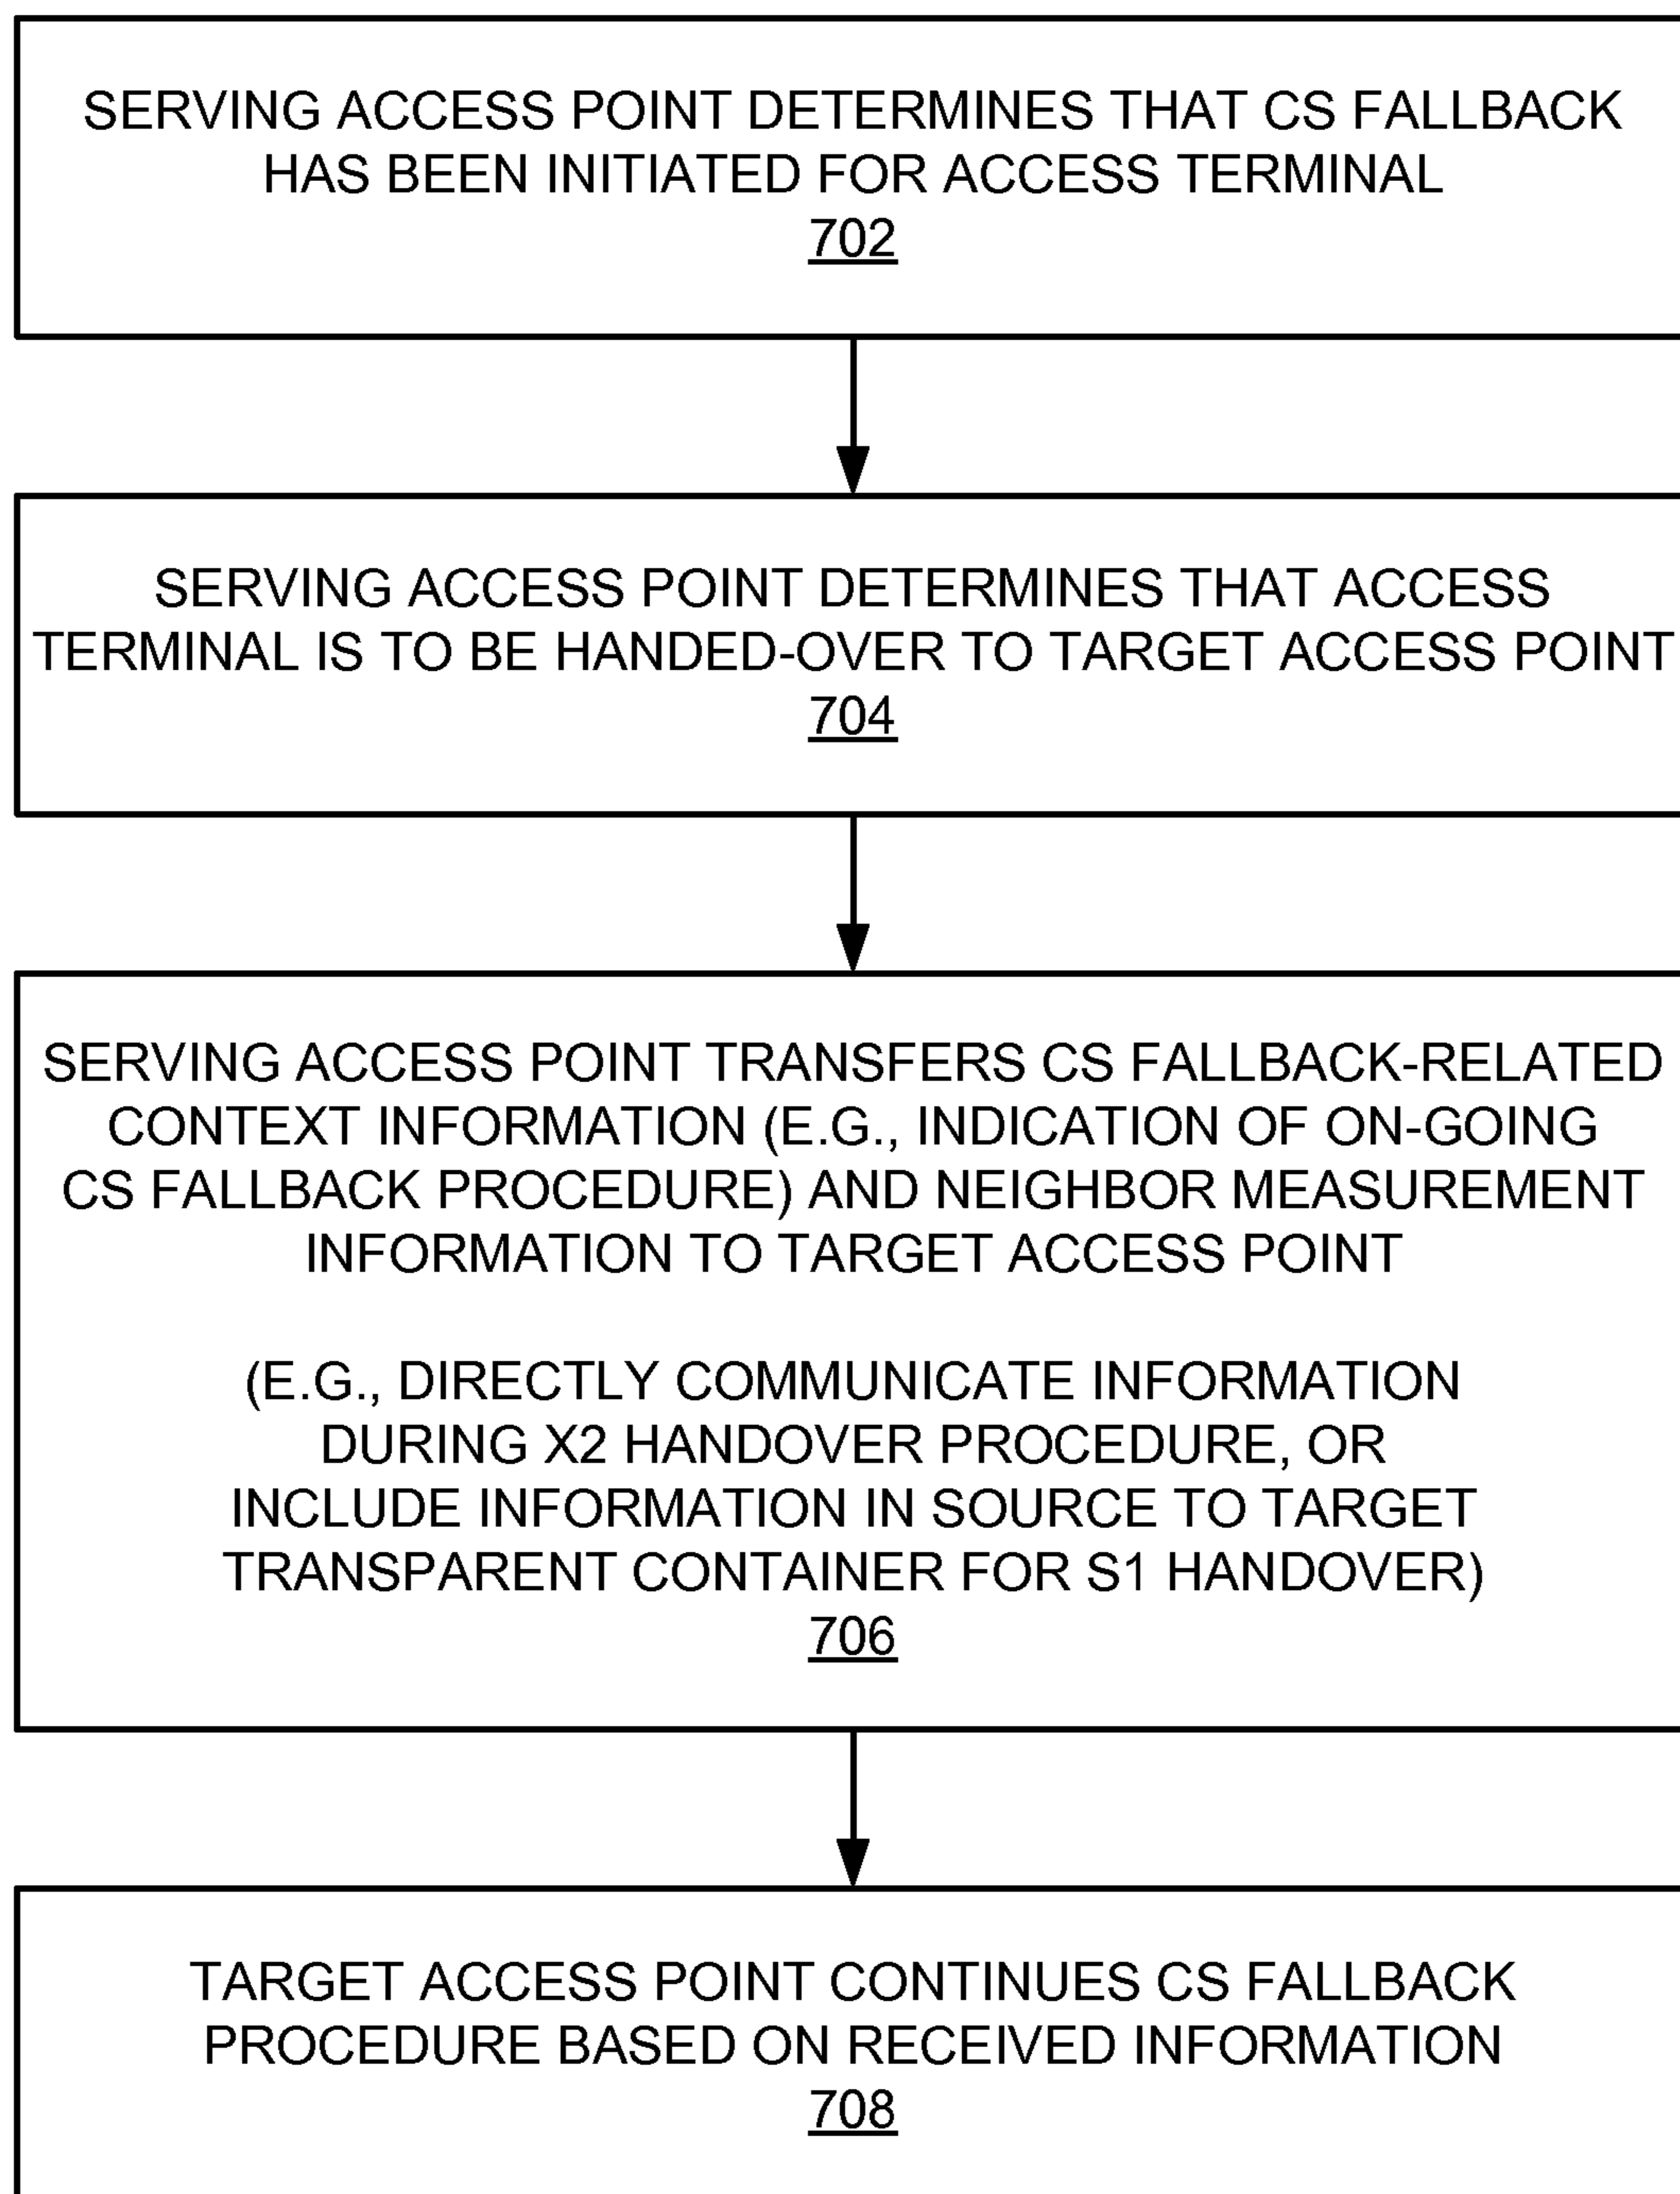 SERVING ACCESS POINT DETERMINES THAT CS FALLBACK
HAS BEEN INITIATED FOR ACCESS TERMINAL
702
SERVING ACCESS POINT DETERMINES THAT ACCESS
TERMINAL IS TO BE HANDED-OVER TO TARGET ACCESS POINT
704
SERVING ACCESS POINT TRANSFERS CS FALLBACK-RELATED
CONTEXT INFORMATION (E.G., INDICATION OF ON-GOING
CS FALLBACK PROCEDURE) AND NEIGHBOR MEASUREMENT
INFORMATION TO TARGET ACCESS POINT
(E.G., DIRECTLY COMMUNICATE INFORMATION
DURING X2 HANDOVER PROCEDURE, OR
INCLUDE INFORMATION IN SOURCE TO TARGET
TRANSPARENT CONTAINER FOR S1 HANDOVER)
706
TARGET ACCESS POINT CONTINUES CS FALLBACK
PROCEDURE BASED ON RECEIVED INFORMATION
708